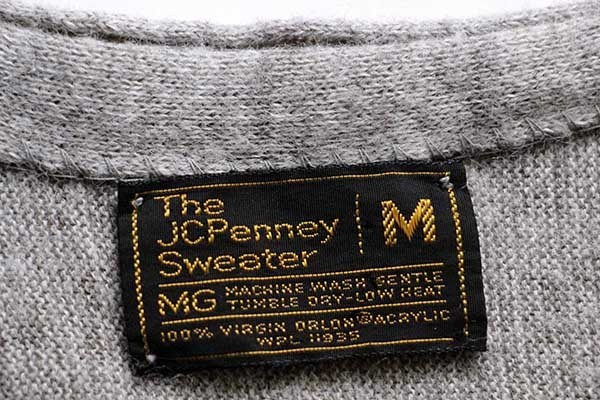 The
JCPenney
Sweater
M
MG
MACHINE WASH GENTLE
TUMBLE DRY-LOW HEAT
100% VIRGIN ORLON® ACRYLIC
WPL 11935